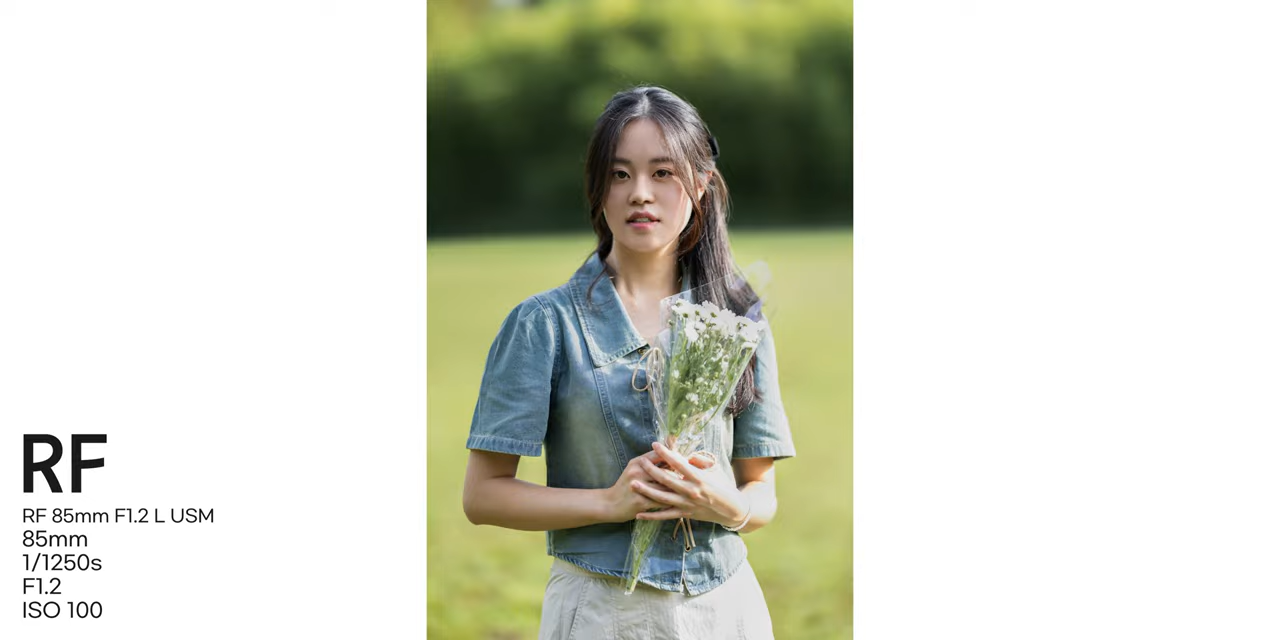 RF
RF 85mm F1.2 L USM
85mm
1/1250s
F1.2
ISO 100